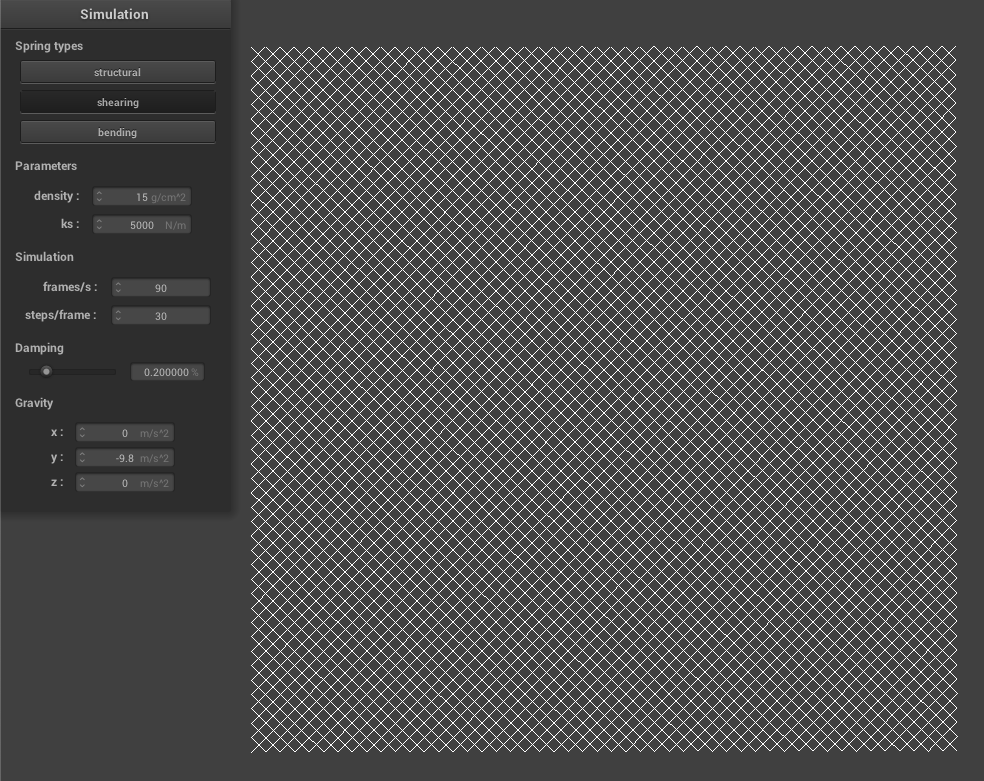 Simulation
Spring types
structural
shearing
bending
Parameters
density : 15 g/cm^2
ks : 5000 N/m
Simulation
frames/s : 90
steps/frame : 30
Damping
0.200000 %
Gravity
x : 0 m/s^2
y : -9.8 m/s^2
z : 0 m/s^2